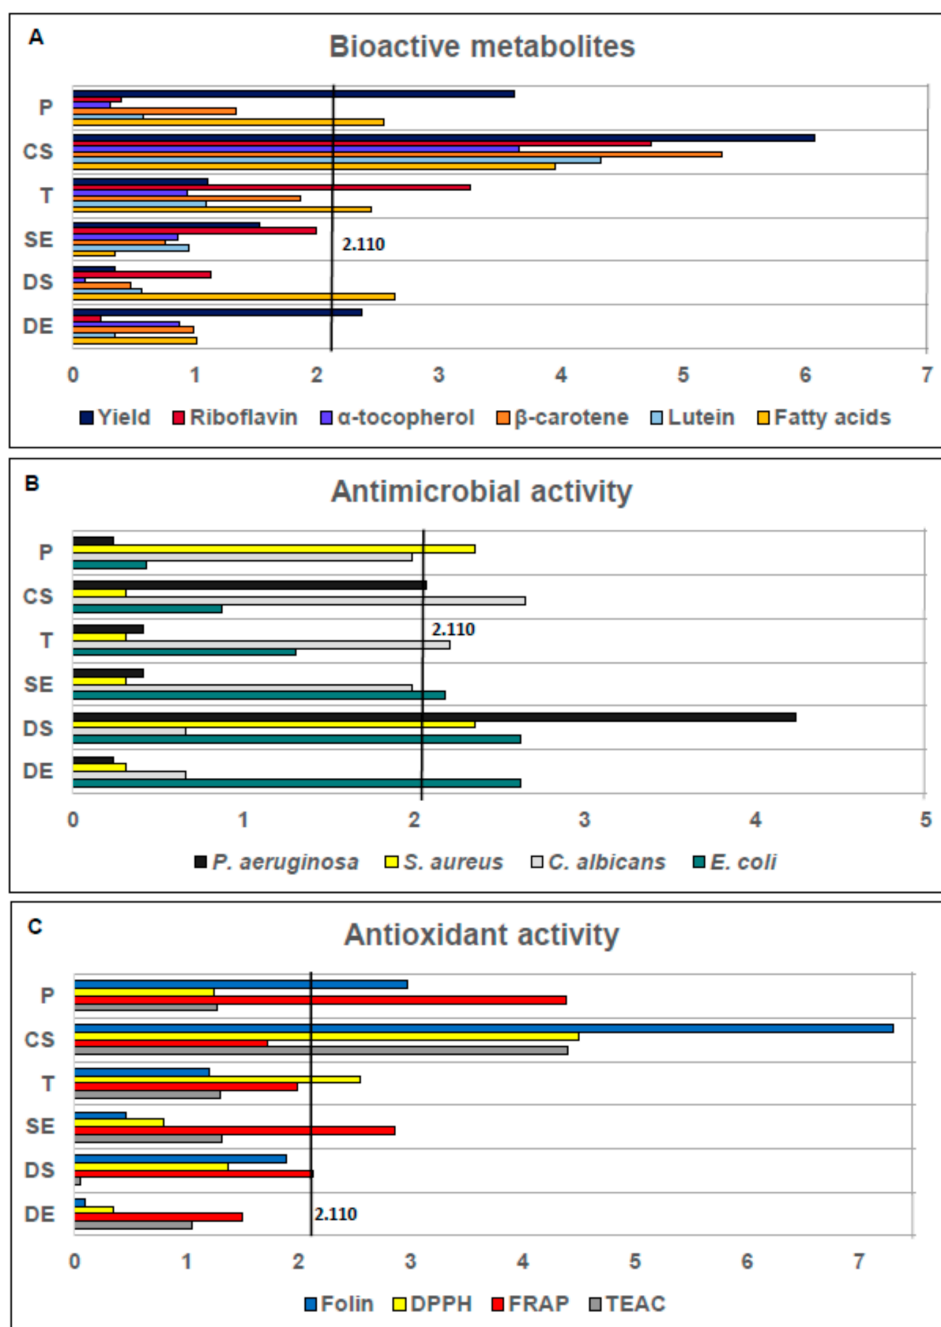 A
Bioactive metabolites
P
CS
T
SE
2.110
DS
DE
0 1 2 3 4 5 6 7
Yield Riboflavin α-tocopherol β-carotene Lutein Fatty acids
B
Antimicrobial activity
P
CS
T
2.110
SE
DS
DE
0 1 2 3 4 5
P. aeruginosa S. aureus C. albicans E. coli
C
Antioxidant activity
P
CS
T
SE
DS
DE
2.110
0 1 2 3 4 5 6 7
Folin DPPH FRAP TEAC